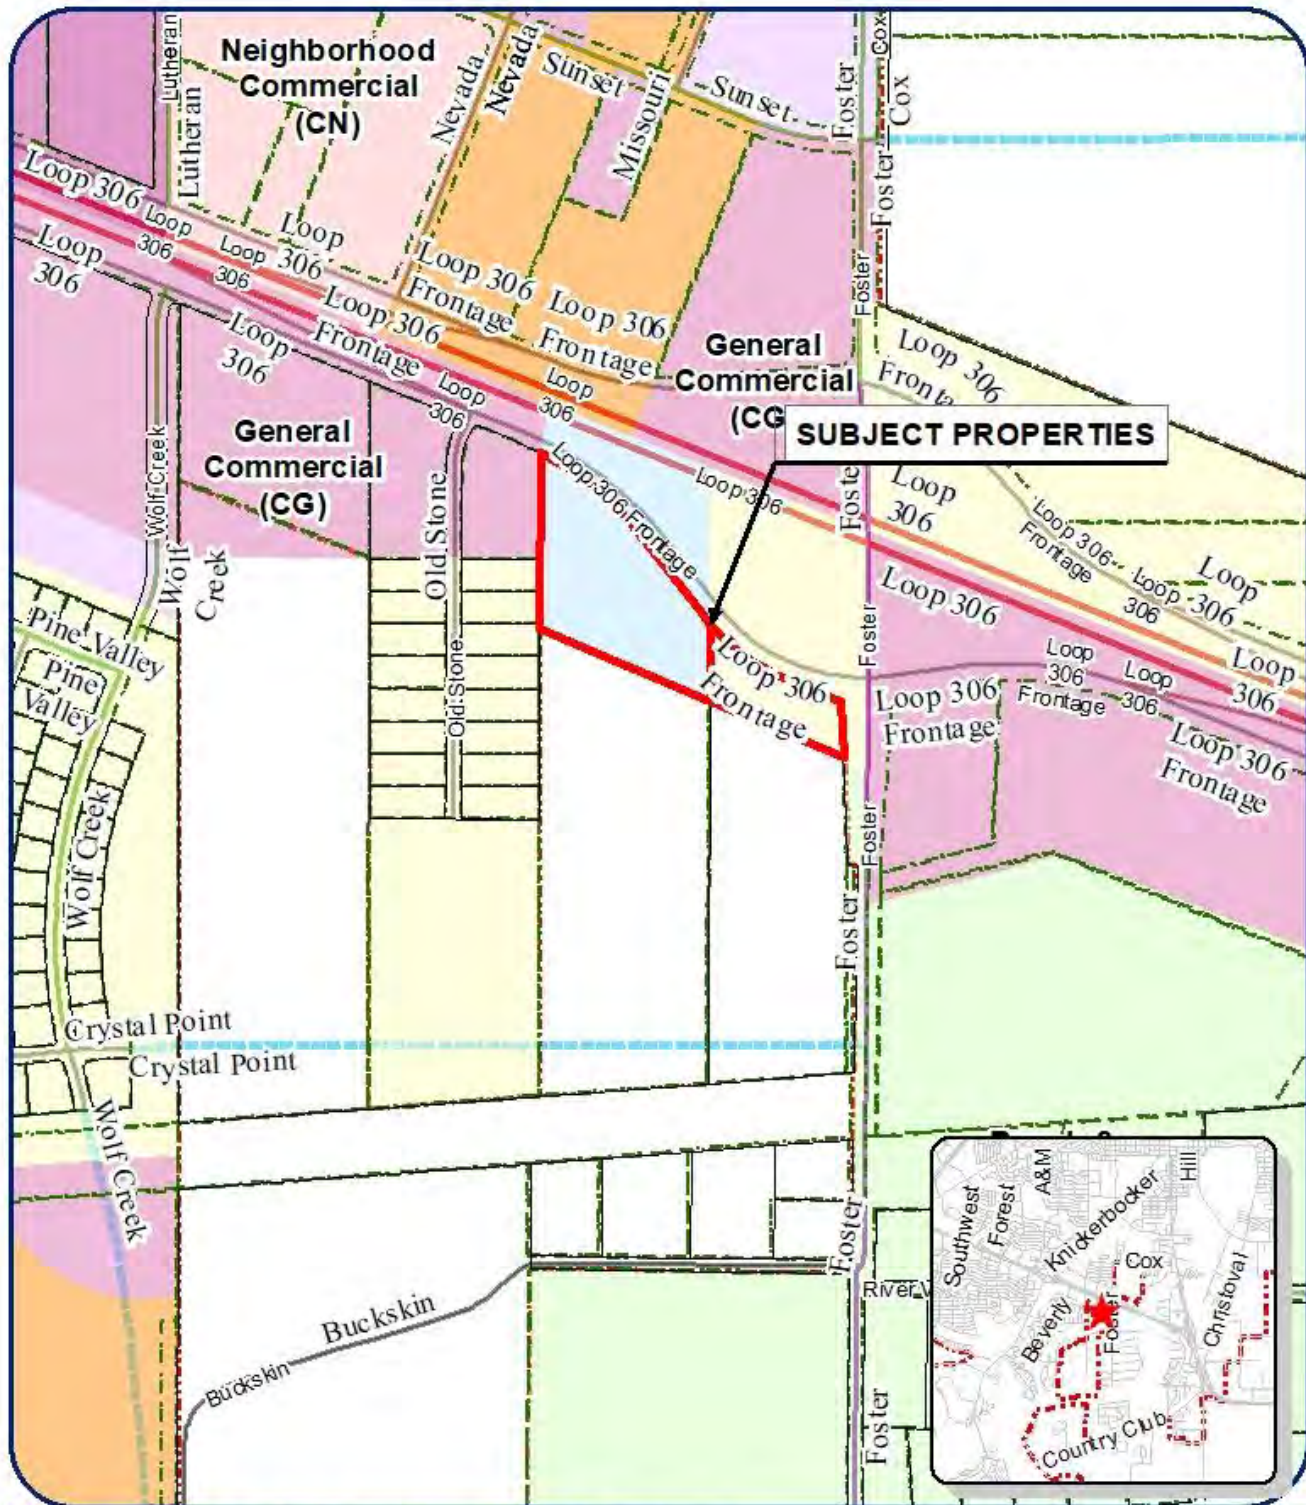 Lutheran
Lutheran
Neighborhood
Commercial
(CN)
Nevada
Nevada
Sunset
Missouri
Sunset
Foster
Cox
Cox
Foster
Foster
Loop 306
Loop
306
Loop
306
Loop
306
Loop
306
Loop 306
Frontage
Loop 306
Frontage
Loop 306
Frontage
Loop
306
Loop
306
Loop
306
General
Commercial
(CG)
General
Commercial
(CG
SUBJECT PROPERTIES
Loop 306
Fronta
Loop 306 Frontage
Loop 306
Foster
Loop
306
Loop 306
Frontage
Loop 306
Loop
306
Loop
Loop 306
Foster
Loop 306
Frontage
Loop 306
Frontage
Loop
306
Frontage
Loop
306
Loop
306
Loop 306
Frontage
Wolf Creek
Wolf
Creek
Old Stone
Old Stone
Pine Valley
Pine
Valley
Wolf Creek
Foster
Foster
Crystal Point
Crystal Point
Wolf Creek
Foster
Buckskin
Buckskin
River V
Foster
Southwest
Forest
A&M
Knickerbocker
Hill
Cox
Beverly
Foster
Christoval
Country Club